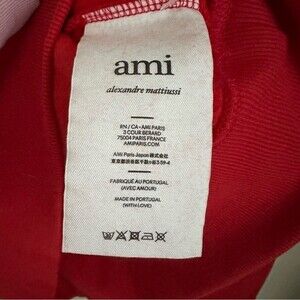 ami
alexandre mattiussi
RN / CA - AMI PARIS
3 COUR BERARD
75004 PARIS FRANCE
AMIPARIS.COM
AMI Paris Japan 株式会社
FABRIQUÉ AU PORTUGAL
(AVEC AMOUR)
MADE IN PORTUGAL
(WITH LOVE)